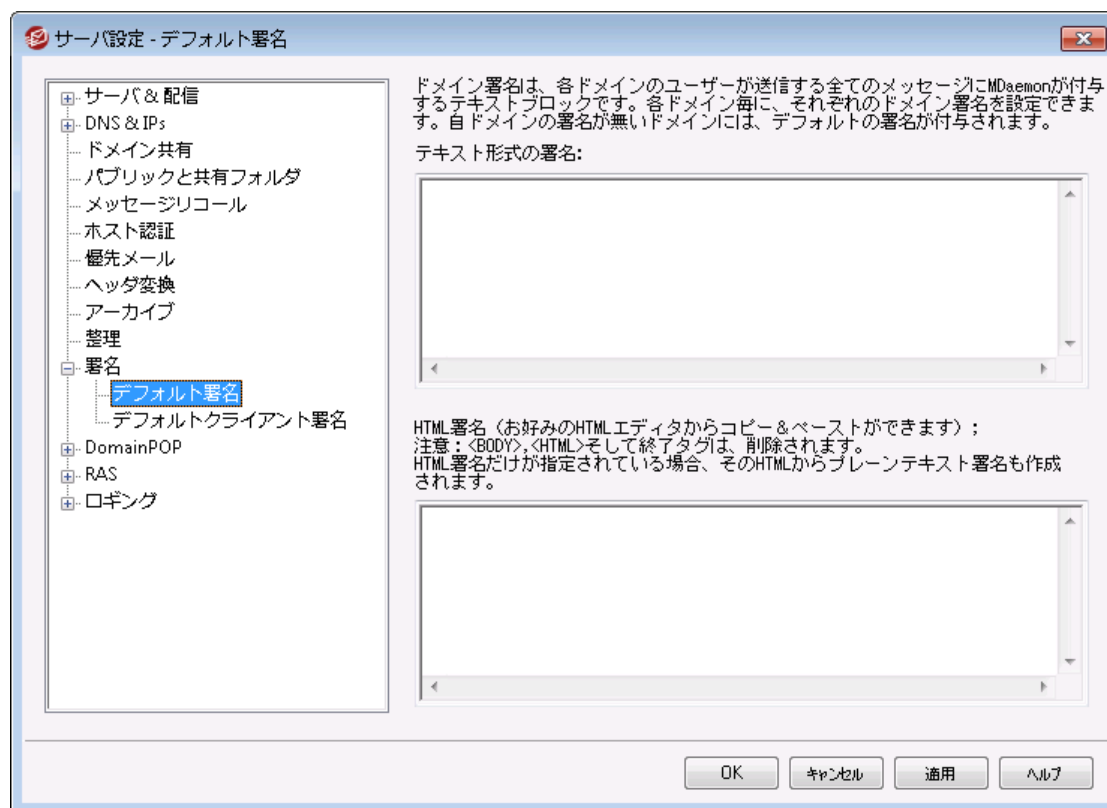 サーバ設定 - デフォルト署名
サーバ & 配信
DNS & IPs
ドメイン共有
パブリックと共有フォルダ
メッセージリコール
ホスト認証
優先メール
ヘッダ変換
アーカイブ
整理
署名
デフォルト署名
デフォルトクライアント署名
DomainPOP
RAS
ロギング
ドメイン署名は、各ドメインのユーザーが送信する全てのメッセージにMDaemonが付与
するテキストブロックです。各ドメイン毎に、それぞれのドメイン署名を設定できま
す。自ドメインの署名が無いドメインには、デフォルトの署名が付与されます。
テキスト形式の署名:
HTML署名（お好みのHTMLエディタからコピー＆ペーストができます）;
注意：<BODY>,<HTML>そして終了タグは、削除されます。
HTML署名だけが指定されている場合、そのHTMLからプレーンテキスト署名も作成
されます。
OK
キャンセル
適用
ヘルプ